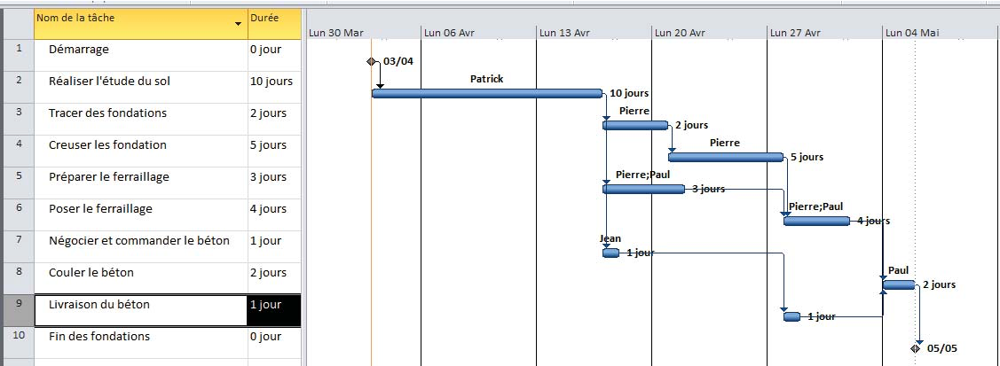 Nom de la tâche Durée
Lun 30 Mar Lun 06 Avr Lun 13 Avr Lun 20 Avr Lun 27 Avr Lun 04 Mai
1 Démarrage 0 jour 03/04
Patrick
2 Réaliser l'étude du sol 10 jours 10 jours
Pierre
3 Tracer des fondations 2 jours 2 jours
Pierre
4 Creuser les fondation 5 jours 5 jours
Pierre;Paul
5 Préparer le ferraillage 3 jours 3 jours
Pierre;Paul
6 Poser le ferraillage 4 jours 4 jours
Jean
7 Négocier et commander le béton 1 jour 1 jour
Paul
8 Couler le béton 2 jours 2 jours
9 Livraison du béton 1 jour 1 jour
10 Fin des fondations 0 jour 05/05